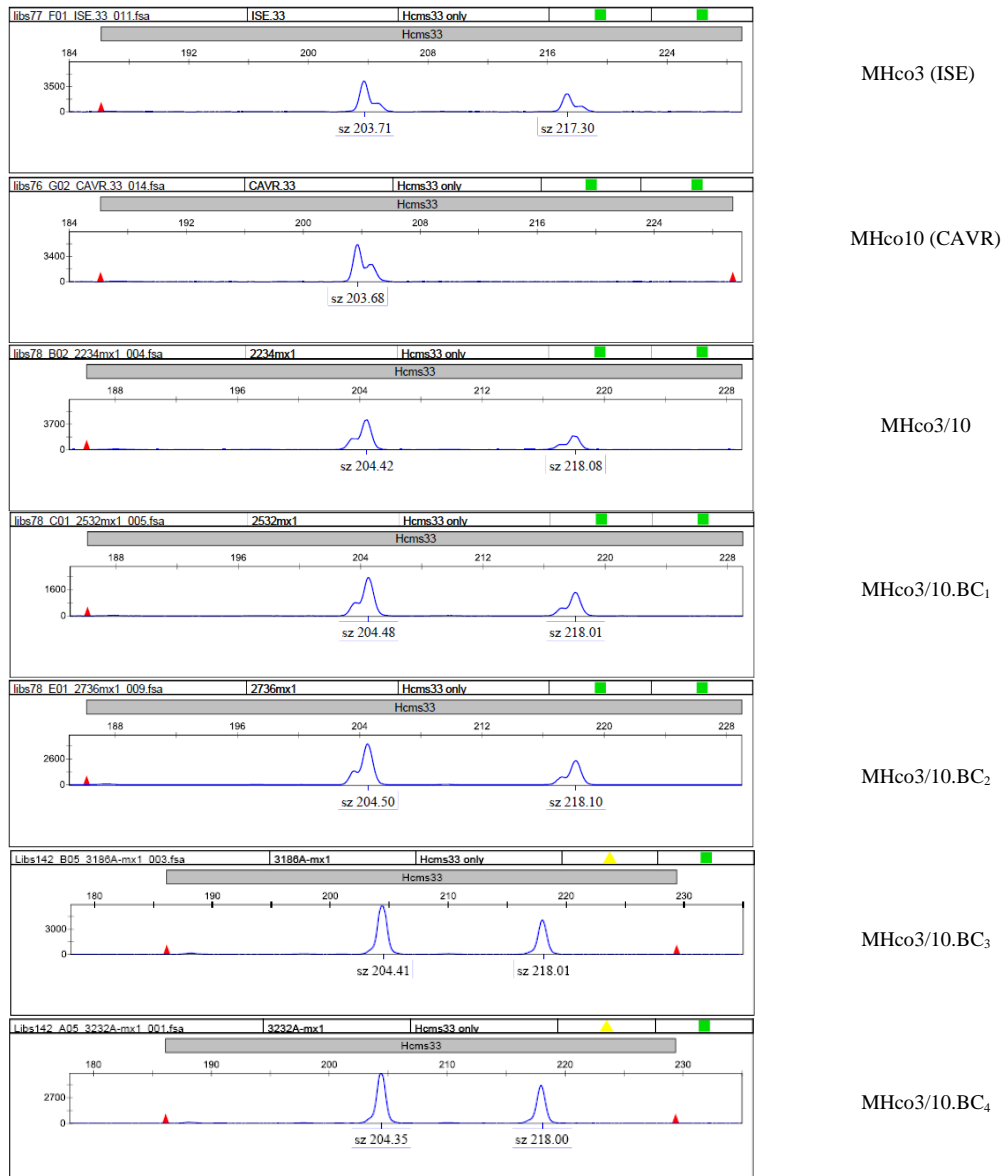 libs77_F01_ISE.33_011.fsa ISE.33 Hcms33 only
Hcms33
184 192 200 208 216 224
3500
0
sz 203.71 sz 217.30
MHco3 (ISE)
libs76_G02_CAVR.33_014.fsa CAVR.33 Hcms33 only
Hcms33
184 192 200 208 216 224
3400
0
sz 203.68
MHco10 (CAVR)
libs78_B02_2234mx1_004.fsa 2234mx1 Hcms33 only
Hcms33
188 196 204 212 220 228
3700
0
sz 204.42 sz 218.08
MHco3/10
libs78_C01_2532mx1_005.fsa 2532mx1 Hcms33 only
Hcms33
188 196 204 212 220 228
1600
0
sz 204.48 sz 218.01
MHco3/10.BC₁
libs78_E01_2736mx1_009.fsa 2736mx1 Hcms33 only
Hcms33
188 196 204 212 220 228
2600
0
sz 204.50 sz 218.10
MHco3/10.BC₂
Libs142_B05_3186A-mx1_003.fsa 3186A-mx1 Hcms33 only
Hcms33
180 190 200 210 220 230
3000
0
sz 204.41 sz 218.01
MHco3/10.BC₃
Libs142_A05_3232A-mx1_001.fsa 3232A-mx1 Hcms33 only
Hcms33
180 190 200 210 220 230
2700
0
sz 204.35 sz 218.00
MHco3/10.BC₄